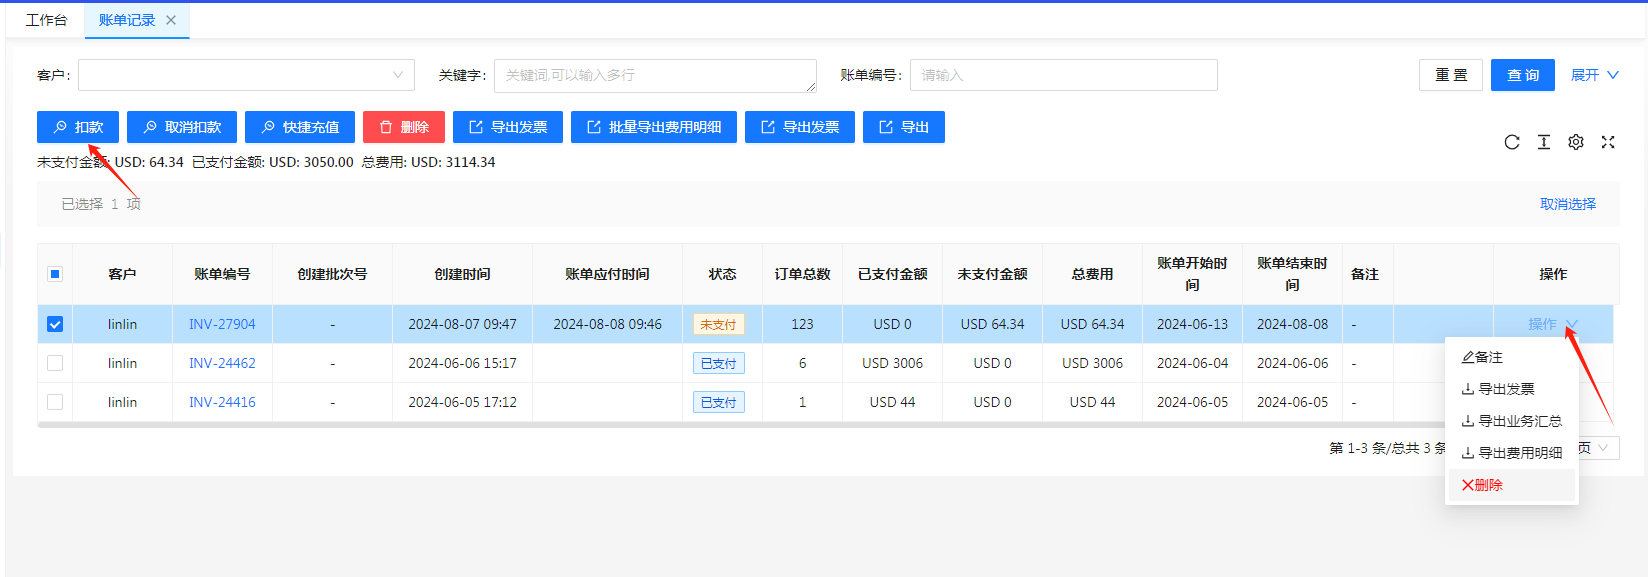 工作台 账单记录
客户: 关键字: 关键词,可以输入多行 账单编号: 请输入 重 置 查 询 展开
扣款 取消扣款 快捷充值 删除 导出发票 批量导出费用明细 导出发票 导出
未支付金额: USD: 64.34 已支付金额: USD: 3050.00 总费用: USD: 3114.34
已选择 1 项 取消选择
客户 账单编号 创建批次号 创建时间 账单应付时间 状态 订单总数 已支付金额 未支付金额 总费用 账单开始时间 账单结束时间 备注 操作
linlin INV-27904 - 2024-08-07 09:47 2024-08-08 09:46 未支付 123 USD 0 USD 64.34 USD 64.34 2024-06-13 2024-08-08 - 操作
linlin INV-24462 - 2024-06-06 15:17 已支付 6 USD 3006 USD 0 USD 3006 2024-06-04 2024-06-06 -
linlin INV-24416 - 2024-06-05 17:12 已支付 1 USD 44 USD 0 USD 44 2024-06-05 2024-06-05 -
第 1-3 条/总共 3 条 页
备注
导出发票
导出业务汇总
导出费用明细
删除